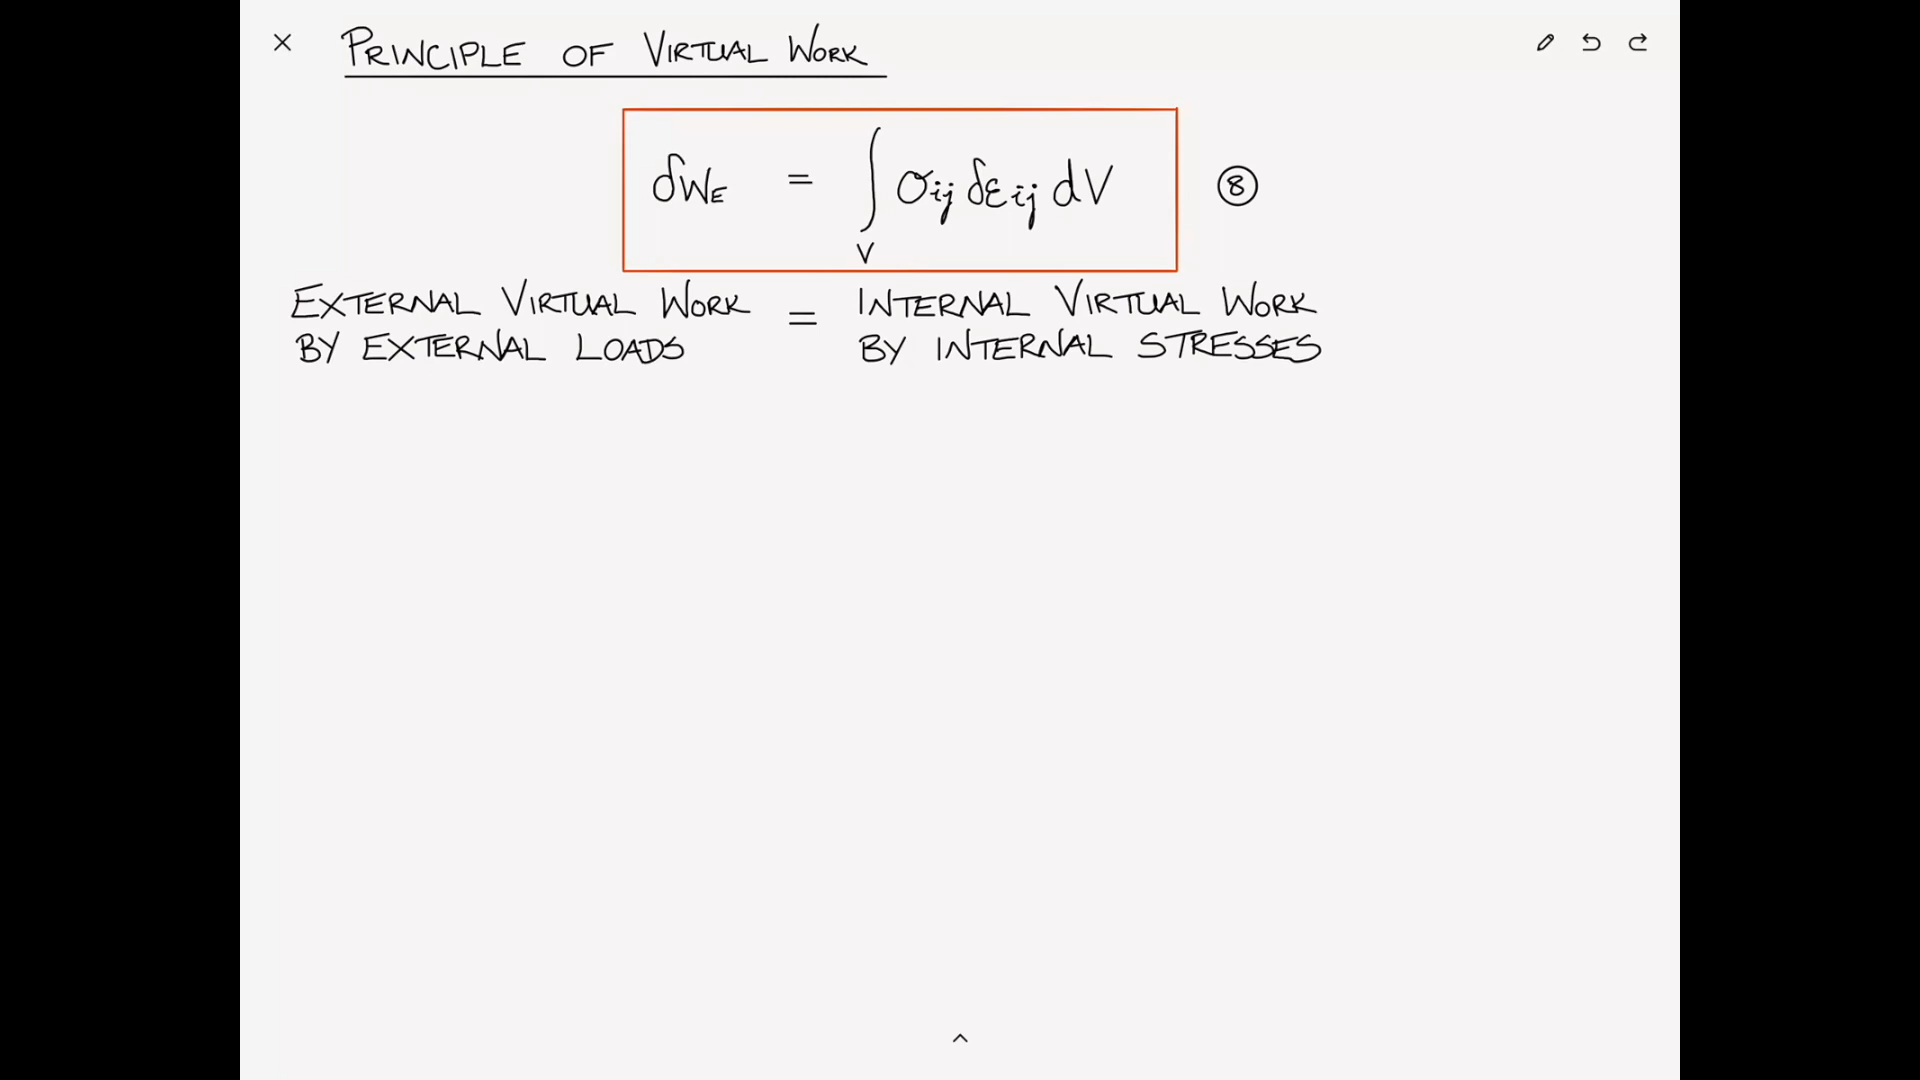 PRINCIPLE OF VIRTUAL WORK
δW_E = ∫_V σ_ij δε_ij dV ⑧
EXTERNAL VIRTUAL WORK = INTERNAL VIRTUAL WORK
BY EXTERNAL LOADS BY INTERNAL STRESSES